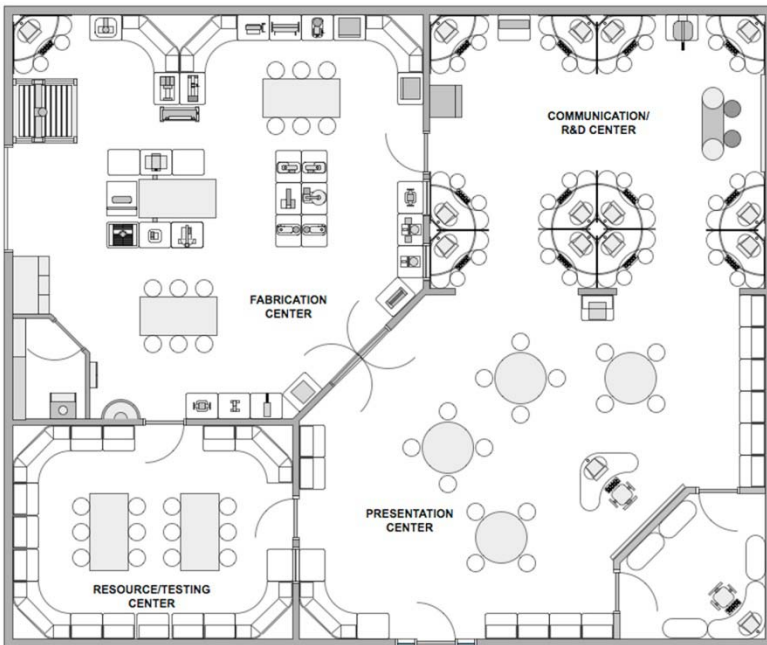 COMMUNICATION/
R&D CENTER
FABRICATION
CENTER
PRESENTATION
CENTER
RESOURCE/TESTING
CENTER